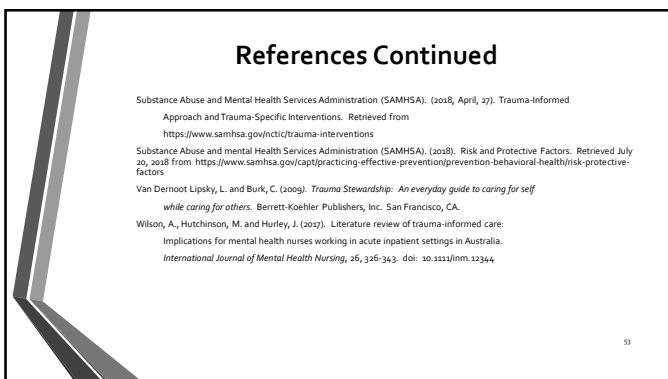 References Continued
Substance Abuse and Mental Health Services Administration (SAMHSA). (2018, April, 27). Trauma-Informed
Approach and Trauma-Specific Interventions. Retrieved from
https://www.samhsa.gov/nctic/trauma-interventions
Substance Abuse and mental Health Services Administration (SAMHSA). (2018). Risk and Protective Factors. Retrieved July
20, 2018 from https://www.samhsa.gov/capt/practicing-effective-prevention/prevention-behavioral-health/risk-protective-
factors
Van Dernoot Lipsky, L. and Burk, C. (2009). Trauma Stewardship: An everyday guide to caring for self
while caring for others. Berrett-Koehler Publishers, Inc. San Francisco, CA.
Wilson, A., Hutchinson, M. and Hurley, J. (2017). Literature review of trauma-informed care:
Implications for mental health nurses working in acute inpatient settings in Australia.
International Journal of Mental Health Nursing, 26, 326-343. doi: 10.1111/inm.12344
53